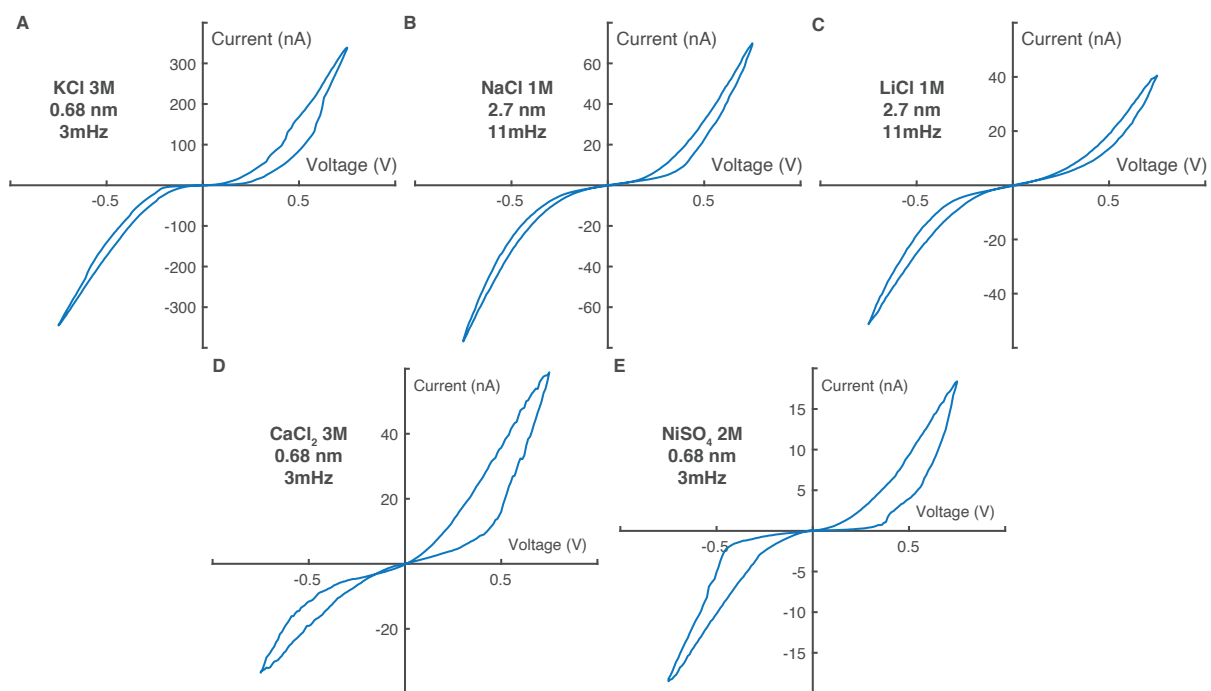 A
Current (nA)
KCl 3M
0.68 nm
3mHz
300
200
100
Voltage (V)
-0.5
0.5
-100
-200
-300
B
Current (nA)
NaCl 1M
2.7 nm
11mHz
60
40
20
Voltage (V)
-0.5
0.5
-20
-40
-60
C
Current (nA)
LiCl 1M
2.7 nm
11mHz
40
20
Voltage (V)
-0.5
0.5
-20
-40
D
Current (nA)
CaCl₂ 3M
0.68 nm
3mHz
40
20
Voltage (V)
-0.5
0.5
-20
E
Current (nA)
NiSO₄ 2M
0.68 nm
3mHz
15
10
5
Voltage (V)
-0.5
0.5
-5
-10
-15